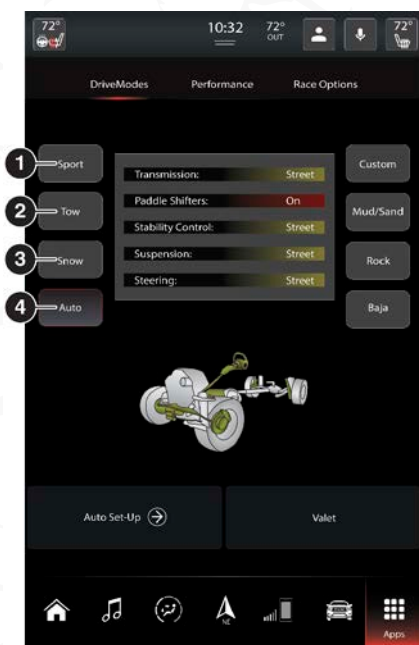 72° 10:32 72° OUT 72°
DriveModes Performance Race Options
1 Sport Custom
Transmission: Street
Paddle Shifters: On
2 Tow Mud/Sand
Stability Control: Street
3 Snow Suspension: Street Rock
Steering: Street
4 Auto Baja
Auto Set-Up Valet
NE
Apps